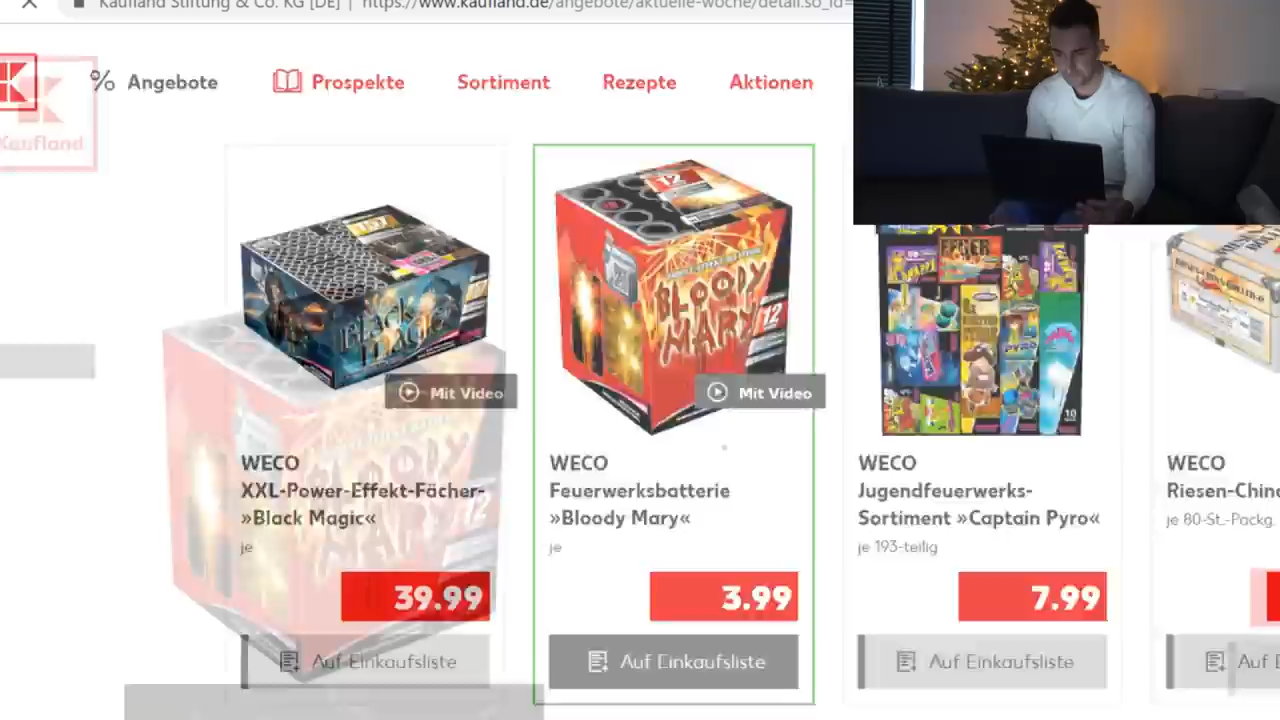 Kaufland Stiftung & Co. KG [DE] | https://www.kaufland.de/angebote/aktuelle-woche/detail.so_id=
% Angebote
Prospekte
Sortiment
Rezepte
Aktionen
Kaufland
BLOODY
MARY
12
Mit Video
Mit Video
WECO
XXL-Power-Effekt-Fächer-
»Black Magic«
je
39.99
Auf Einkaufsliste
WECO
Feuerwerksbatterie
»Bloody Mary«
je
3.99
Auf Einkaufsliste
WECO
Jugendfeuerwerks-
Sortiment »Captain Pyro«
je 193-teilig
7.99
Auf Einkaufsliste
WECO
Riesen-Chin
je 80-St.-Packg.
Auf E